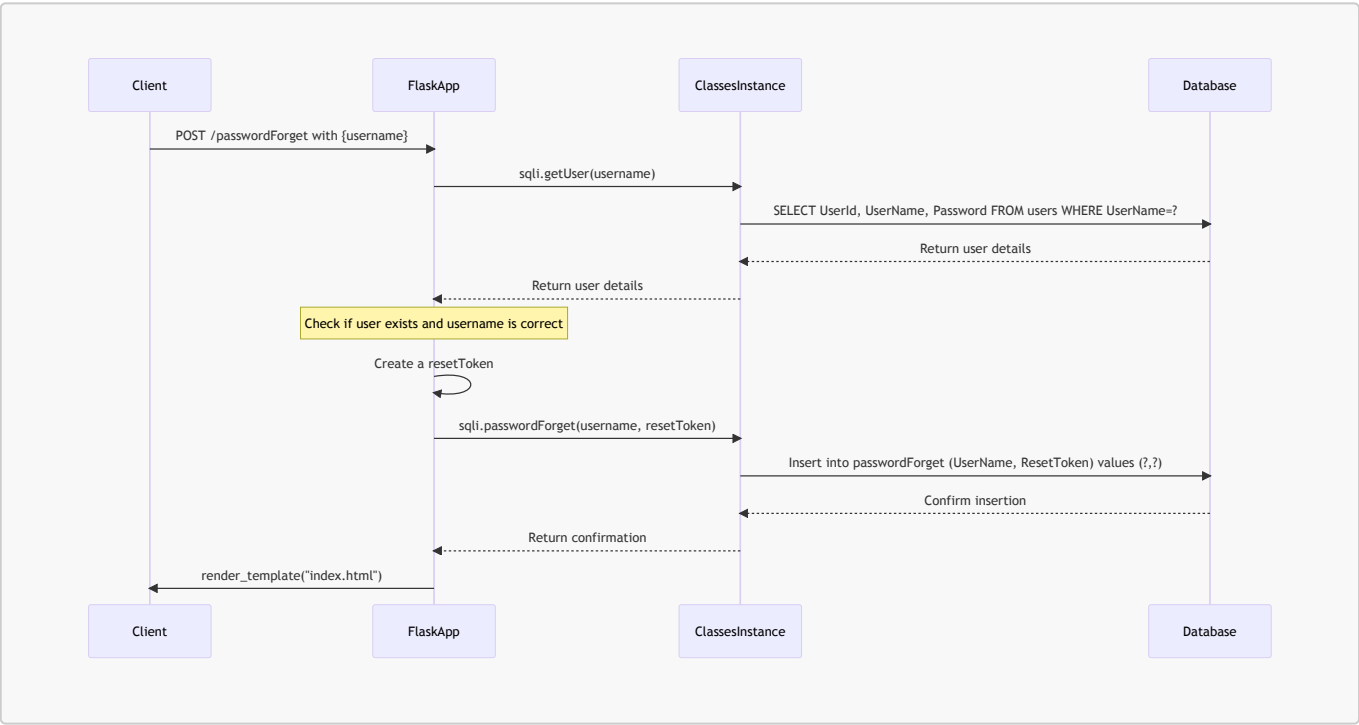 Client
FlaskApp
ClassesInstance
Database
POST /passwordForget with {username}
sqli.getUser(username)
SELECT UserId, UserName, Password FROM users WHERE UserName=?
Return user details
Return user details
Check if user exists and username is correct
Create a resetToken
sqli.passwordForget(username, resetToken)
Insert into passwordForget (UserName, ResetToken) values (?,?)
Confirm insertion
Return confirmation
render_template("index.html")
Client
FlaskApp
ClassesInstance
Database